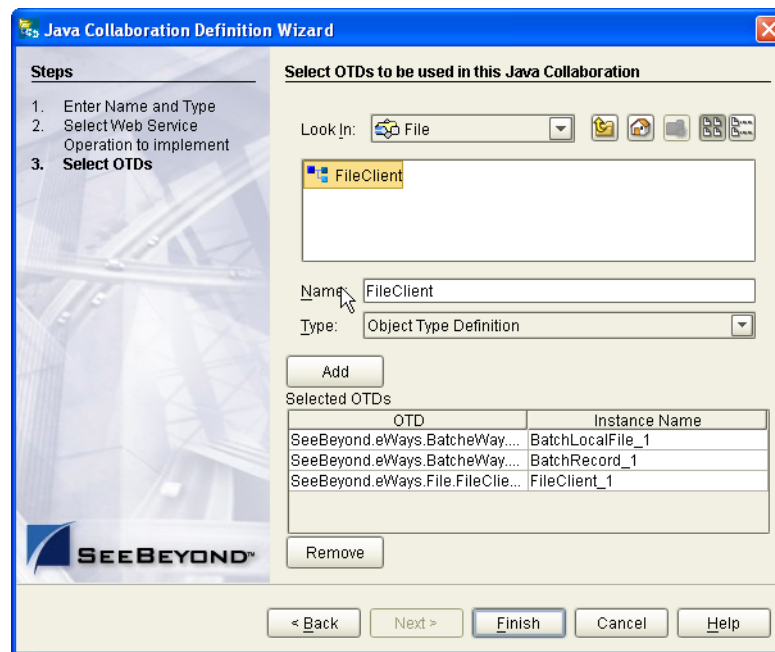 Java Collaboration Definition Wizard
Steps
1. Enter Name and Type
2. Select Web Service
Operation to implement
3. Select OTDs
SEEBEYOND™
Select OTDs to be used in this Java Collaboration
Look In: File
FileClient
Name: FileClient
Type: Object Type Definition
Add
Selected OTDs
OTD Instance Name
SeeBeyond.eWays.BatcheWay.... BatchLocalFile_1
SeeBeyond.eWays.BatcheWay.... BatchRecord_1
SeeBeyond.eWays.File.FileClie... FileClient_1
Remove
< Back Next > Finish Cancel Help